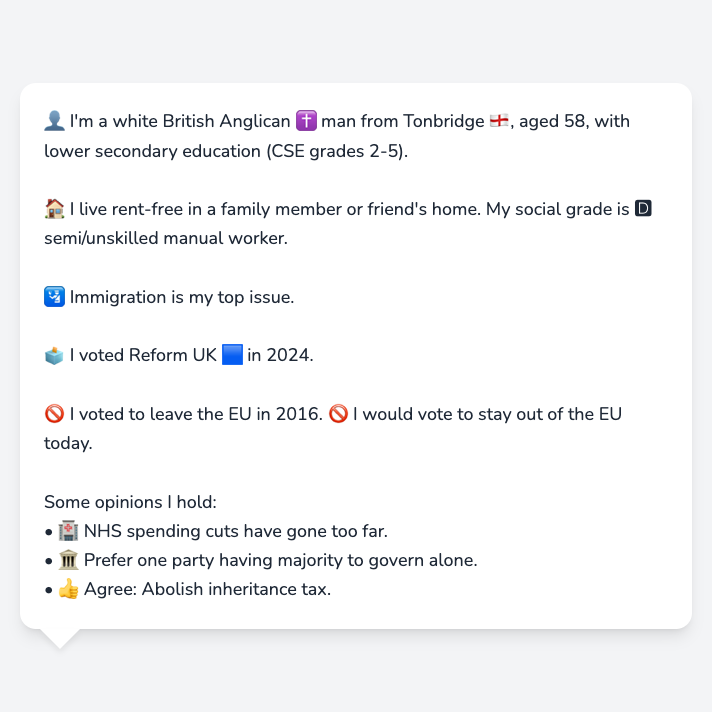 👤 I'm a white British Anglican ✝️ man from Tonbridge 🏴󠁧󠁢󠁥󠁮󠁧󠁿, aged 58, with
lower secondary education (CSE grades 2-5).
🏠 I live rent-free in a family member or friend's home. My social grade is 🅳
semi/unskilled manual worker.
🛂 Immigration is my top issue.
🗳️ I voted Reform UK 🟦 in 2024.
🚫 I voted to leave the EU in 2016. 🚫 I would vote to stay out of the EU
today.
Some opinions I hold:
• 🏥 NHS spending cuts have gone too far.
• 🏛️ Prefer one party having majority to govern alone.
• 👍 Agree: Abolish inheritance tax.